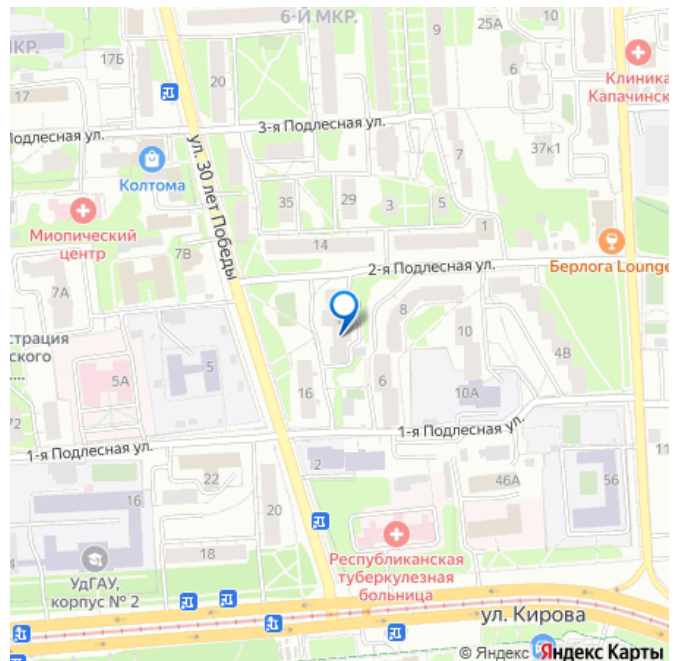 6-Й МКР.
25А
10
9
МКР.
17Б
20
6
Клиника
Капачинск
17
3-я Подлесная ул.
Подлесная ул.
ул. 30 лет Победы
Колтома
7
37к1
35
29
3
5
1
Миопический
центр
7В
14
2-я Подлесная ул.
Берлога Lounge
7А
8
10
страция
ского
....
5А
5
16
6
10А
4В
72
1-я Подлесная ул.
1-я Подлесная ул.
11
22
2
46А
56
16
20
4
18
УдГАУ,
корпус № 2
Республиканская
туберкулезная
больница
ул. Кирова
© Яндекс
Яндекс Карты